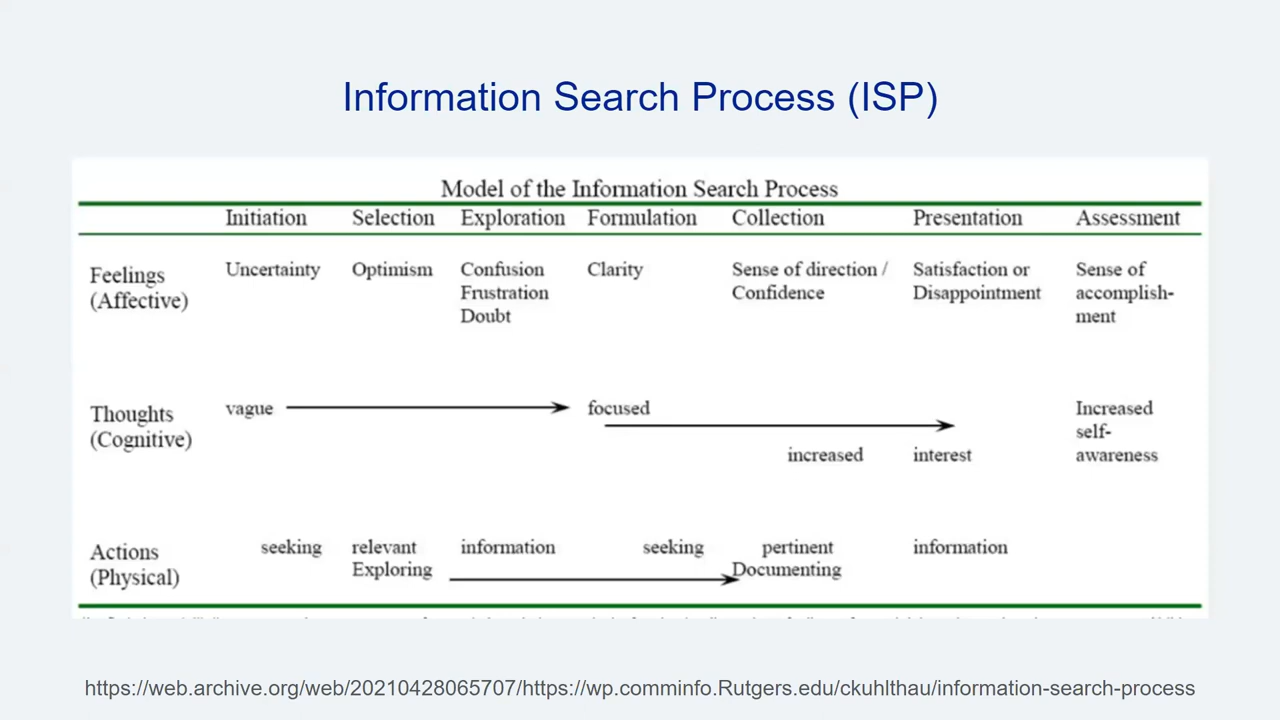 Information Search Process (ISP)
Model of the Information Search Process
Initiation Selection Exploration Formulation Collection Presentation Assessment
Feelings Uncertainty Optimism Confusion Clarity Sense of direction / Satisfaction or Sense of
(Affective) Frustration Confidence Disappointment accomplish-
Doubt ment
Thoughts vague focused Increased
(Cognitive) self-
increased interest awareness
Actions seeking relevant information seeking pertinent information
(Physical) Exploring Documenting
https://web.archive.org/web/20210428065707/https://wp.comminfo.Rutgers.edu/ckuhlthau/information-search-process